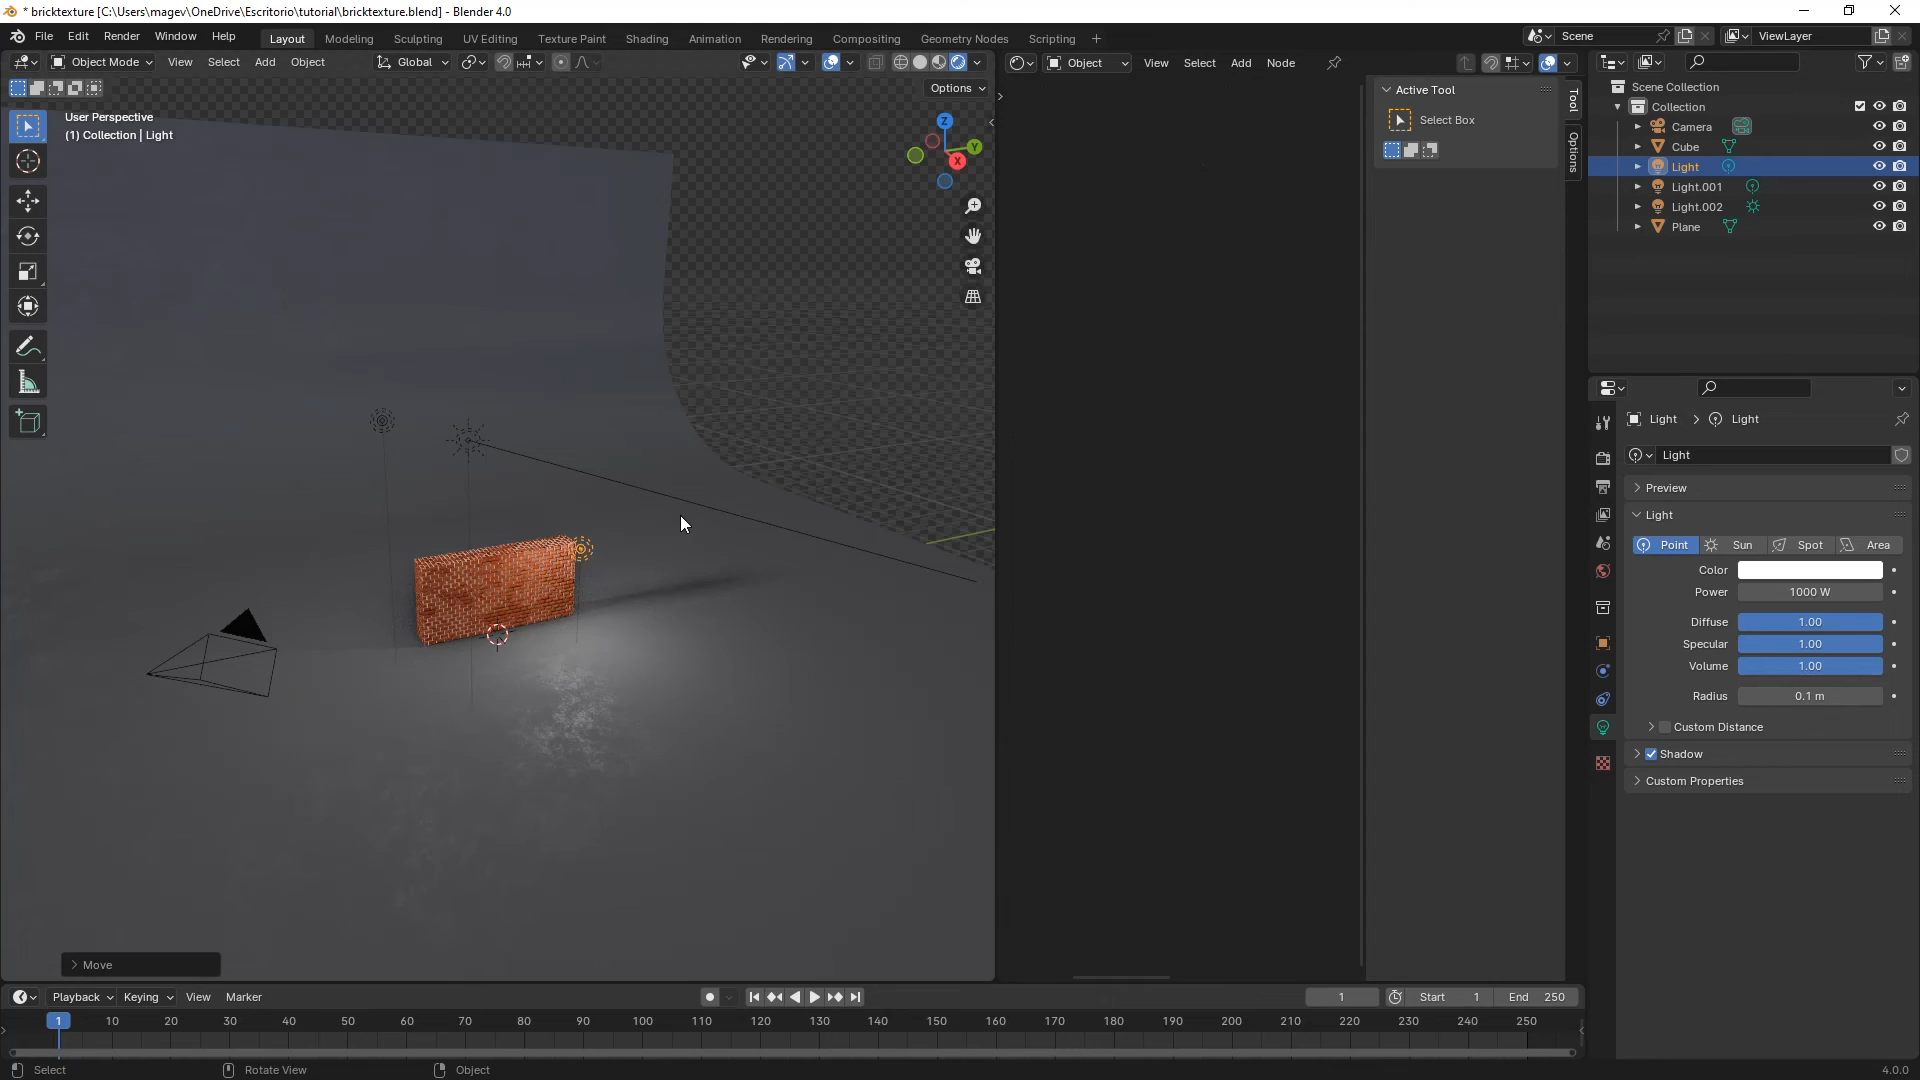 * bricktexture [C:\Users\magev\OneDrive\Escritorio\tutorial\bricktexture.blend] - Blender 4.0
File Edit Render Window Help Layout Modeling Sculpting UV Editing Texture Paint Shading Animation Rendering Compositing Geometry Nodes Scripting + Scene ViewLayer
Object Mode View Select Add Object Global Object View Select Add Node
Options
User Perspective
(1) Collection | Light
Z
Y
X
Active Tool
Select Box
Tool
Options
Scene Collection
Collection
Camera
Cube
Light
Light.001
Light.002
Plane
Light > Light
Light
Preview
Light
Point Sun Spot Area
Color
Power 1000 W
Diffuse 1.00
Specular 1.00
Volume 1.00
Radius 0.1 m
Custom Distance
Shadow
Custom Properties
> Move
Playback Keying View Marker 1 Start 1 End 250
1 10 20 30 40 50 60 70 80 90 100 110 120 130 140 150 160 170 180 190 200 210 220 230 240 250
Select Rotate View Object 4.0.0